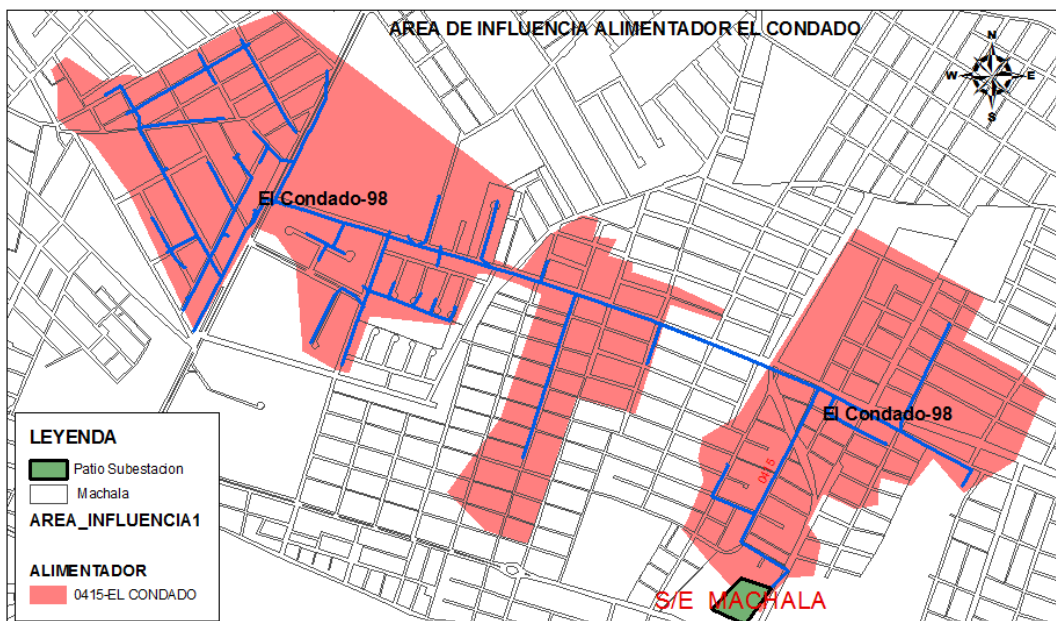 AREA DE INFLUENCIA ALIMENTADOR EL CONDADO
N
W E
S
El Condado-98
El Condado-98
0415
S/E MACHALA
LEYENDA
Patio Subestacion
Machala
AREA_INFLUENCIA1
ALIMENTADOR
0415-EL CONDADO